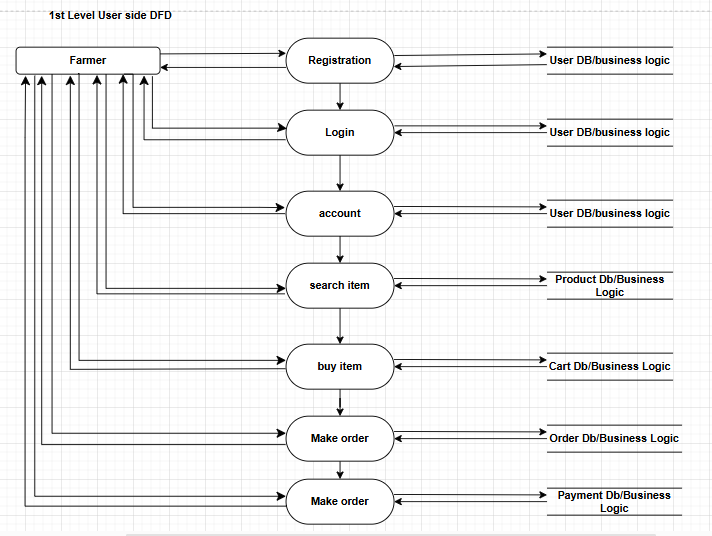 1st Level User side DFD
Farmer
Registration
User DB/business logic
Login
User DB/business logic
account
User DB/business logic
search item
Product Db/Business
Logic
buy item
Cart Db/Business Logic
Make order
Order Db/Business Logic
Make order
Payment Db/Business
Logic